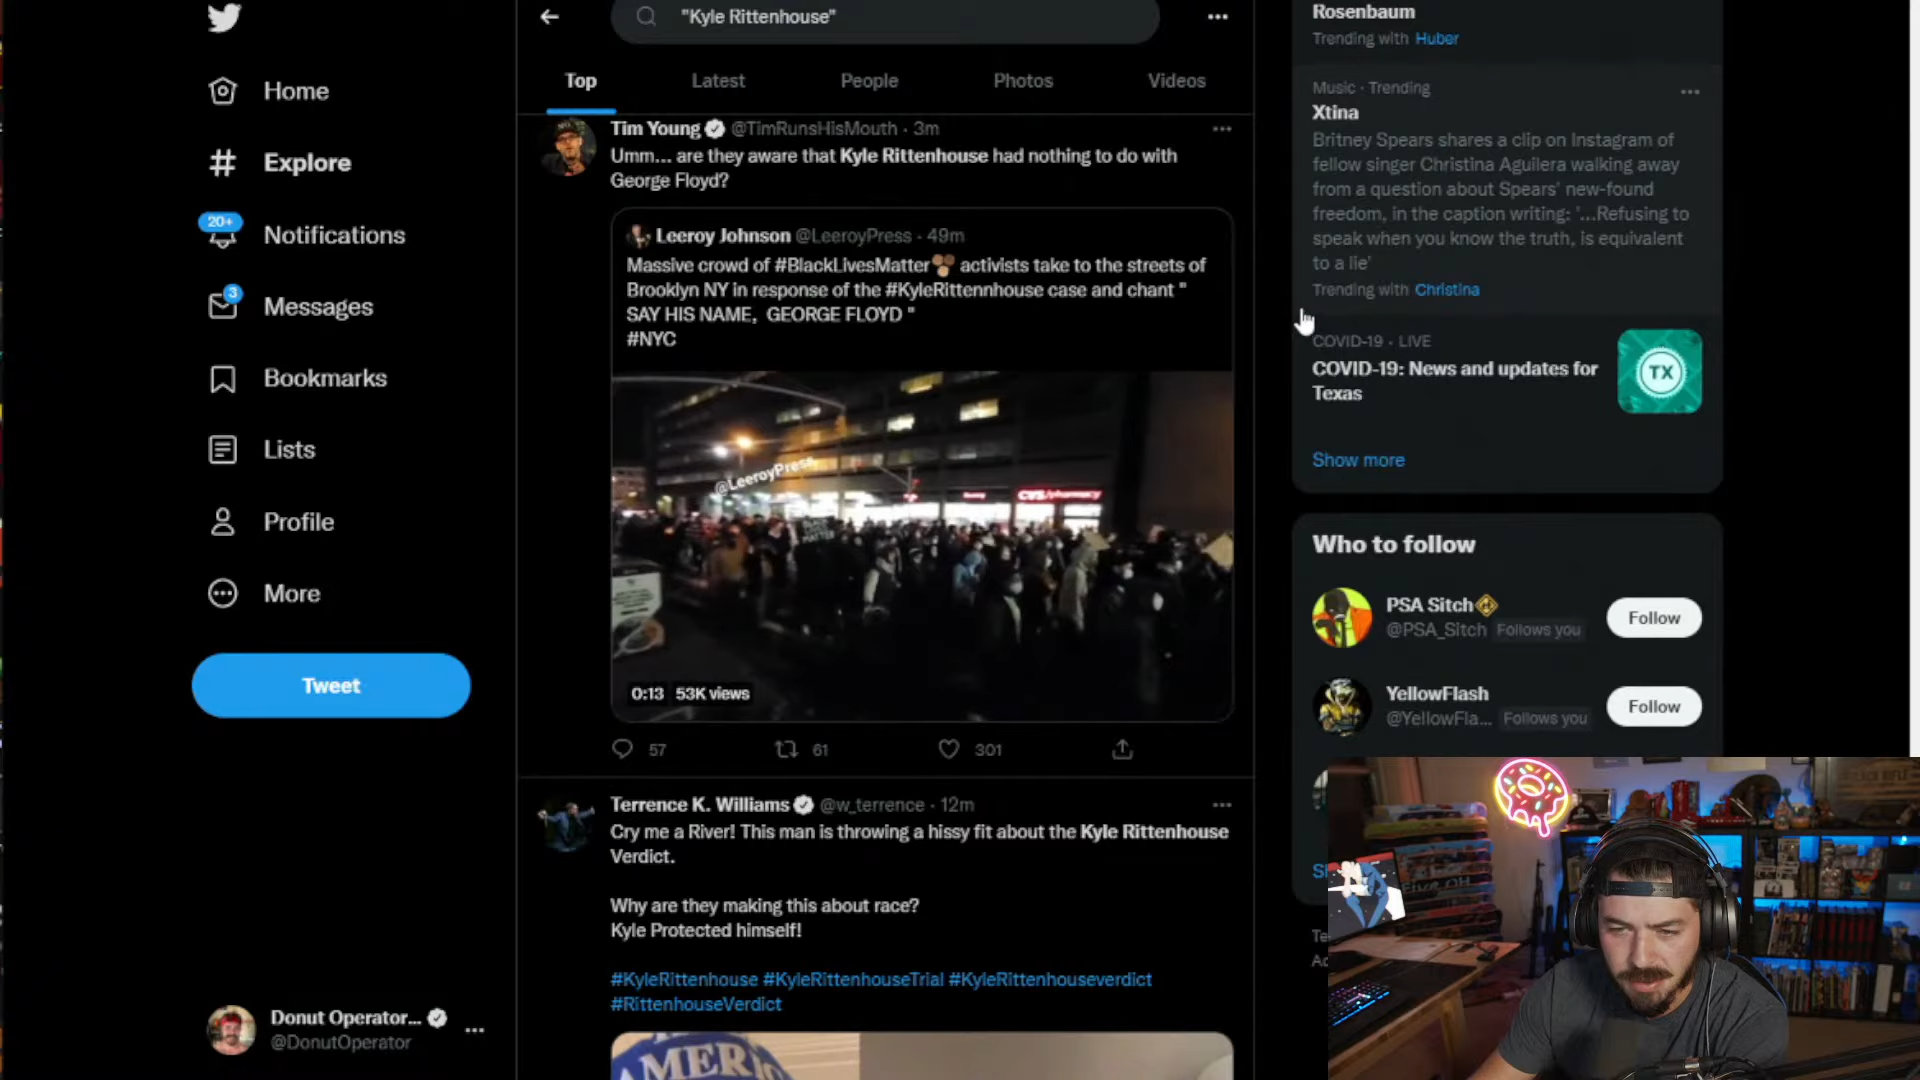 Home
Explore
20+
Notifications
3
Messages
Bookmarks
Lists
Profile
More
Tweet
Donut Operator...
@DonutOperator
"Kyle Rittenhouse"
Top
Latest
People
Photos
Videos
Tim Young @TimRunsHisMouth · 3m
Umm... are they aware that Kyle Rittenhouse had nothing to do with
George Floyd?
Leeroy Johnson @LeeroyPress · 49m
Massive crowd of #BlackLivesMatter activists take to the streets of
Brooklyn NY in response of the #KyleRittennhouse case and chant "
SAY HIS NAME, GEORGE FLOYD "
#NYC
@LeeroyPress
CVS/pharmacy
0:13 53K views
57
61
301
Terrence K. Williams @w_terrence · 12m
Cry me a River! This man is throwing a hissy fit about the Kyle Rittenhouse
Verdict.
Why are they making this about race?
Kyle Protected himself!
#KyleRittenhouse #KyleRittenhouseTrial #KyleRittenhouseverdict
#RittenhouseVerdict
Rosenbaum
Trending with Huber
Music · Trending
Xtina
Britney Spears shares a clip on Instagram of
fellow singer Christina Aguilera walking away
from a question about Spears' new-found
freedom, in the caption writing: '...Refusing to
speak when you know the truth, is equivalent
to a lie'
Trending with Christina
COVID-19 · LIVE
COVID-19: News and updates for
Texas
TX
Show more
Who to follow
PSA Sitch
@PSA_Sitch Follows you
Follow
YellowFlash
@YellowFla... Follows you
Follow